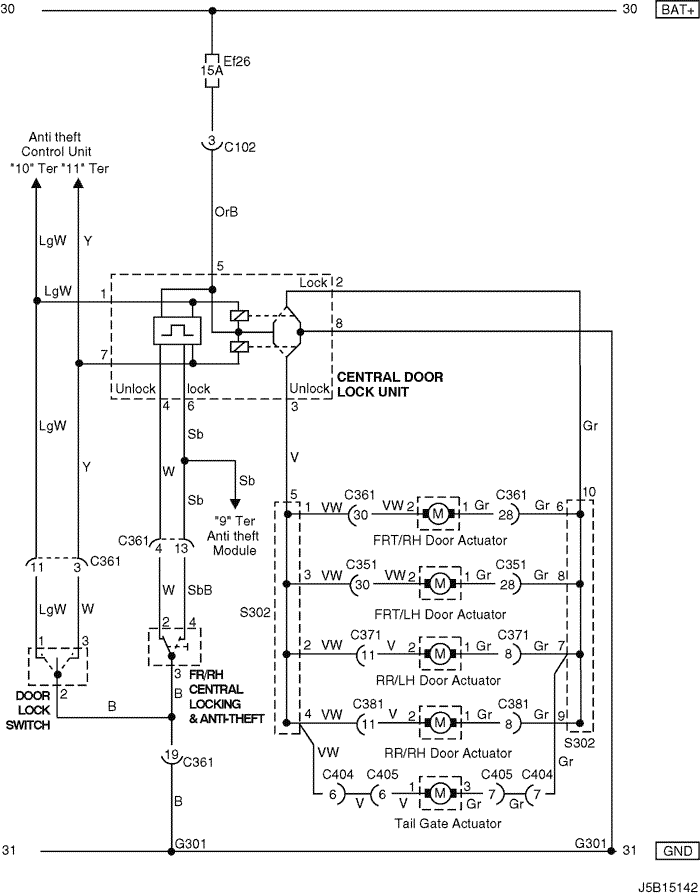 30 30 BAT+
Ef26
15A
3 C102
Anti theft
Control Unit
"10" Ter "11" Ter
OrB
LgW Y
5
Lock 2
LgW 1
8
7
CENTRAL DOOR
LOCK UNIT
Unlock lock Unlock
4 6 3
LgW Sb Gr
W V
Y Sb Sb
5 10
"9" Ter
Anti theft
Module
C361 C361
1 VW 30 VW 2 M 1 Gr 28 Gr 6
FRT/RH Door Actuator
C361 4 13
11 3 C361
C351 C351
3 VW 30 VW 2 M 1 Gr 28 Gr 8
FRT/LH Door Actuator
W SbB
LgW W
S302
2 4
C371 C371
1 3
2 VW 11 V 2 M 1 Gr 8 Gr 7
RR/LH Door Actuator
3 FR/RH
CENTRAL
LOCKING
& ANTI-THEFT
B
2
DOOR
LOCK
SWITCH
B
C381 C381
4 VW 11 V 2 M 1 Gr 8 Gr 9
RR/RH Door Actuator
S302
19 C361
VW Gr
C404 C405 C405 C404
6 V 6 V 1 M 3 Gr 7 Gr 7
Tail Gate Actuator
B
G301 G301
31 31 GND
J5B15142